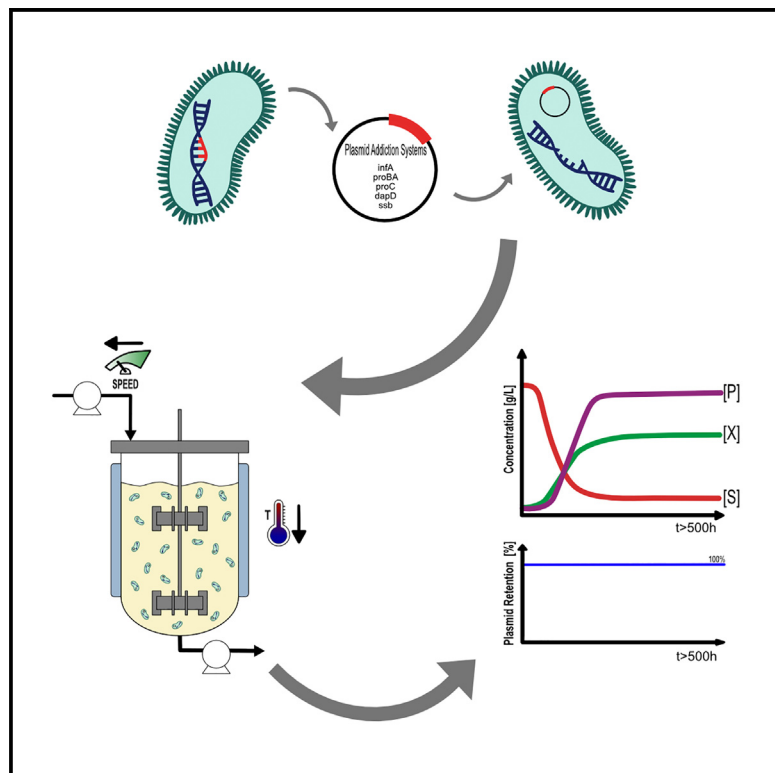 Plasmid Addiction Systems
infA
proBA
proC
dapD
ssb
SPEED
T
Concentration [g/L]
[P]
[X]
[S]
t>500h
Plasmid Retention [%]
100%
t>500h